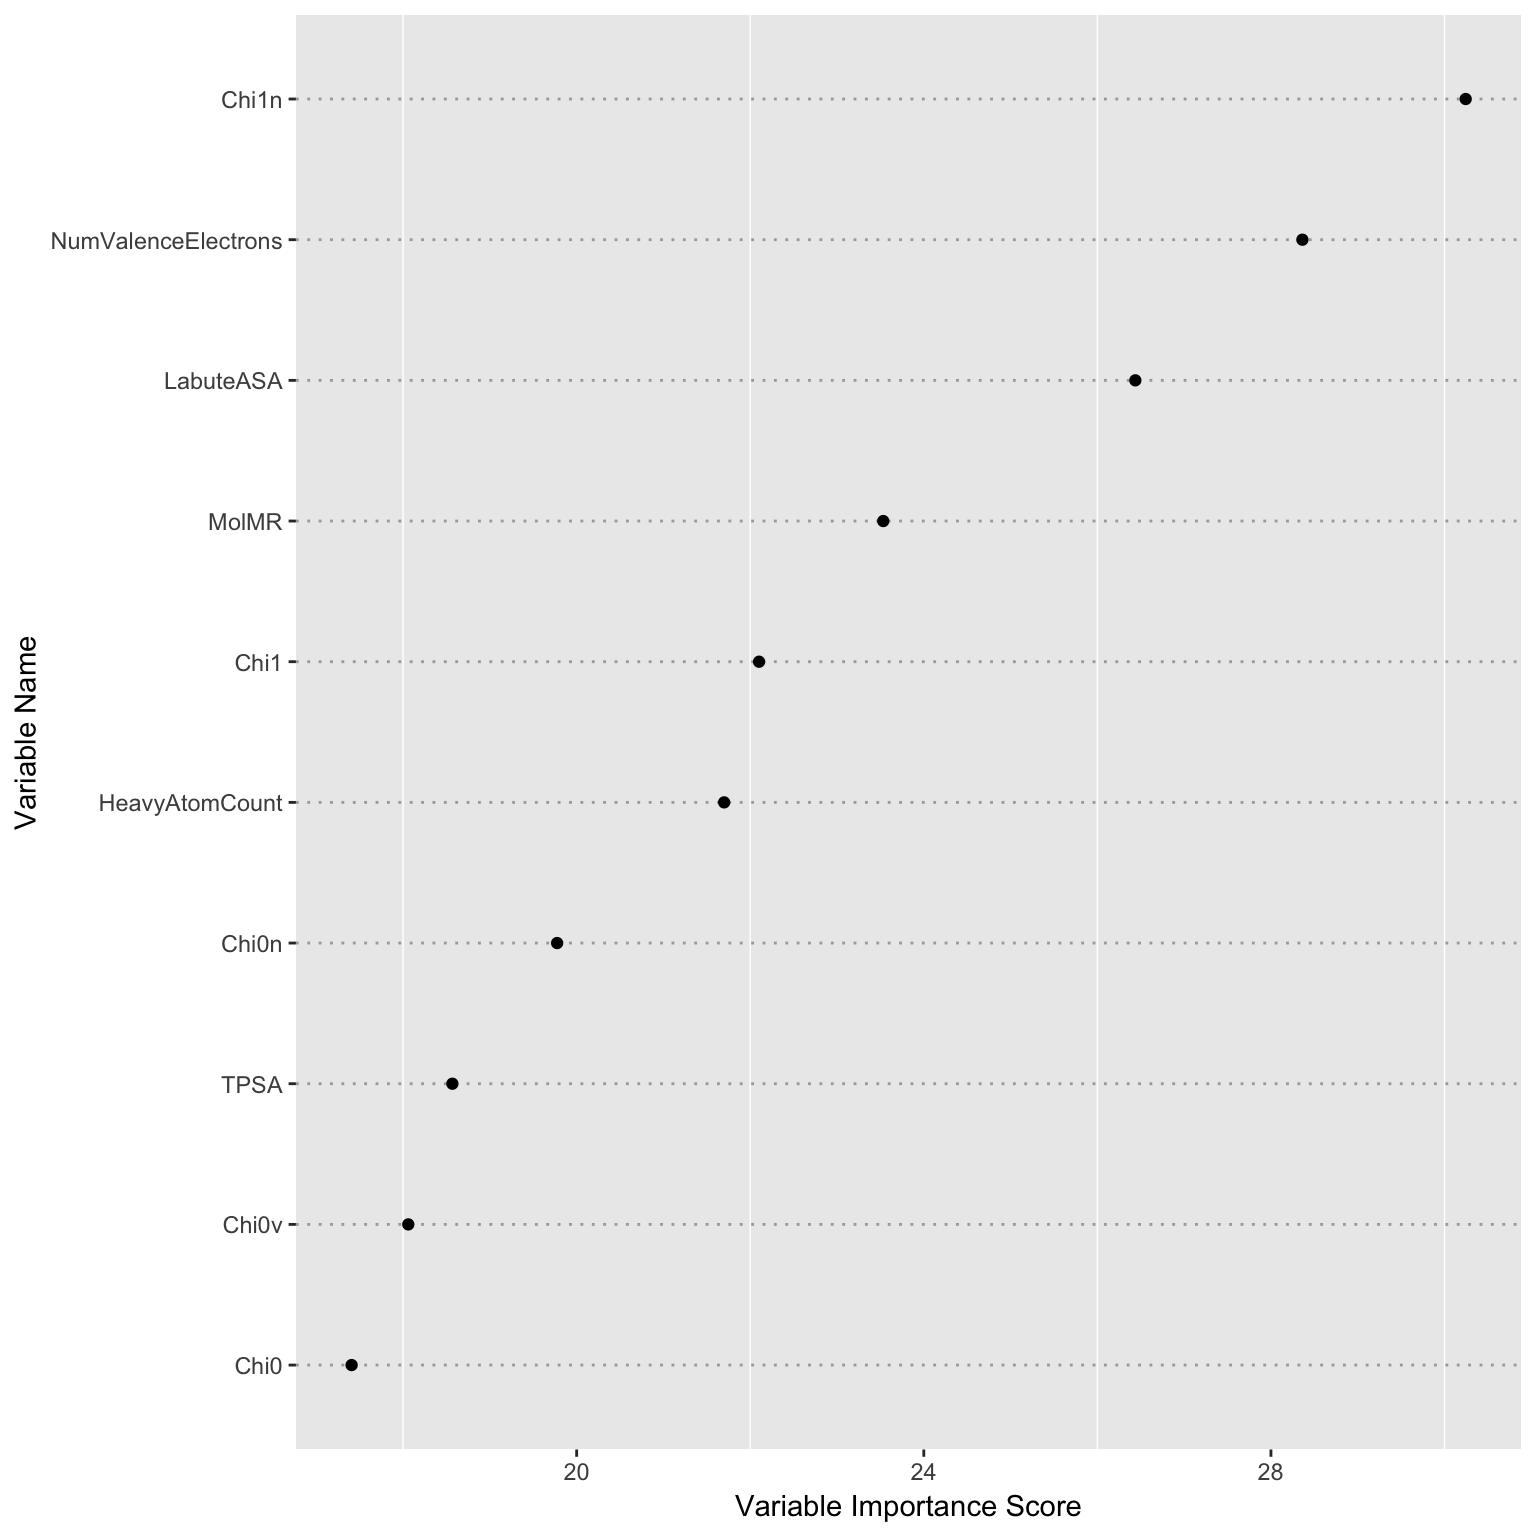 Chi1n
NumValenceElectrons
LabuteASA
MolMR
Chi1
HeavyAtomCount
Chi0n
TPSA
Chi0v
Chi0
Variable Name
20 24 28
Variable Importance Score